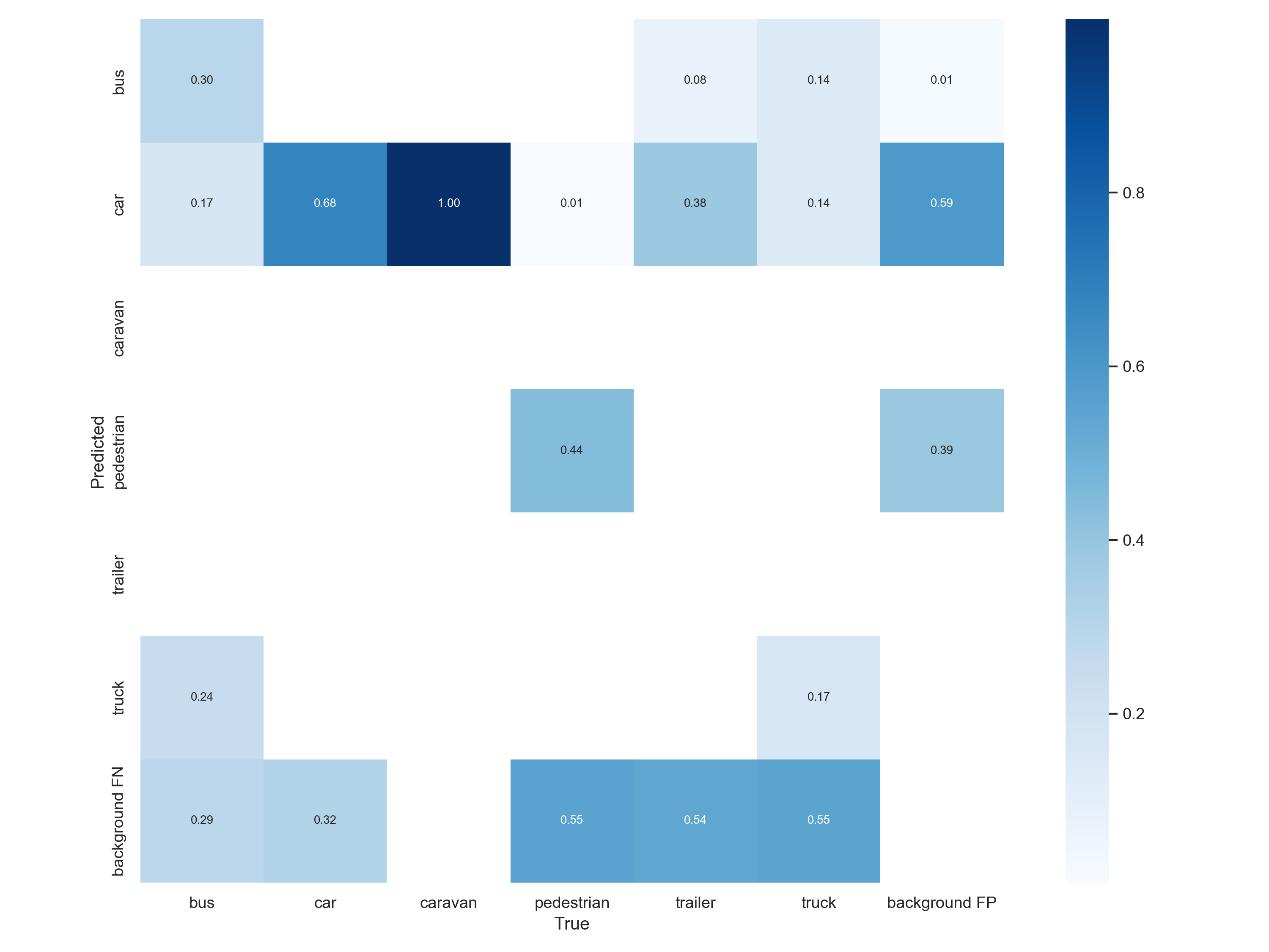 bus 0.30 0.08 0.14 0.01
car 0.17 0.68 1.00 0.01 0.38 0.14 0.59
caravan
Predicted
pedestrian 0.44 0.39
trailer
truck 0.24 0.17
background FN 0.29 0.32 0.55 0.54 0.55
bus car caravan pedestrian trailer truck background FP
True
0.8
0.6
0.4
0.2